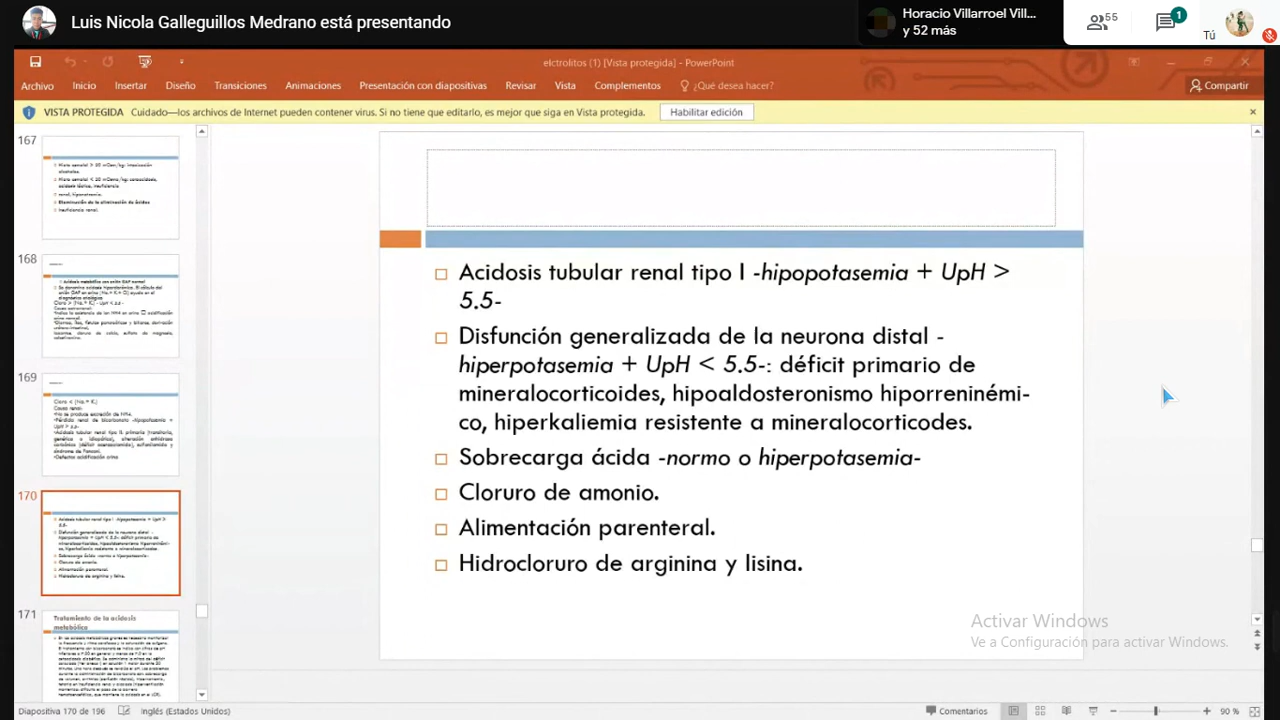 Luis Nicola Galleguillos Medrano está presentando
Horacio Villarroel Vill...
y 52 más
55
1
Tú
elctrolitos (1) [Vista protegida] - PowerPoint
Archivo Inicio Insertar Diseño Transiciones Animaciones Presentación con diapositivas Revisar Vista Complementos ¿Qué desea hacer? Compartir
VISTA PROTEGIDA Cuidado—los archivos de Internet pueden contener virus. Si no tiene que editarlo, es mejor que siga en Vista protegida. Habilitar edición
167
168
169
170
171
Tratamiento de la acidosis
metabólica
Acidosis tubular renal tipo I -hipopotasemia + UpH >
5.5-
Disfunción generalizada de la neurona distal -
hiperpotasemia + UpH < 5.5-: déficit primario de
mineralocorticoides, hipoaldosteronismo hiporreninémi-
co, hiperkaliemia resistente a mineralocorticodes.
Sobrecarga ácida -normo o hiperpotasemia-
Cloruro de amonio.
Alimentación parenteral.
Hidrocloruro de arginina y lisina.
Activar Windows
Ve a Configuración para activar Windows.
Diapositiva 170 de 196 Inglés (Estados Unidos) Comentarios 90 %